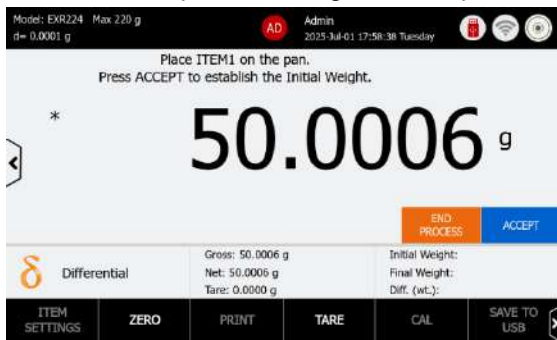 Model: EXR224 Max 220 g
d= 0.0001 g
AD
Admin
2025-Jul-01 17:58:38 Tuesday
Place ITEM1 on the pan.
Press ACCEPT to establish the Initial Weight.
*
50.0006 g
END
PROCESS
ACCEPT
δ
Differential
Gross: 50.0006 g
Net: 50.0006 g
Tare: 0.0000 g
Initial Weight:
Final Weight:
Diff. (wt.):
ITEM
SETTINGS
ZERO
PRINT
TARE
CAL
SAVE TO
USB